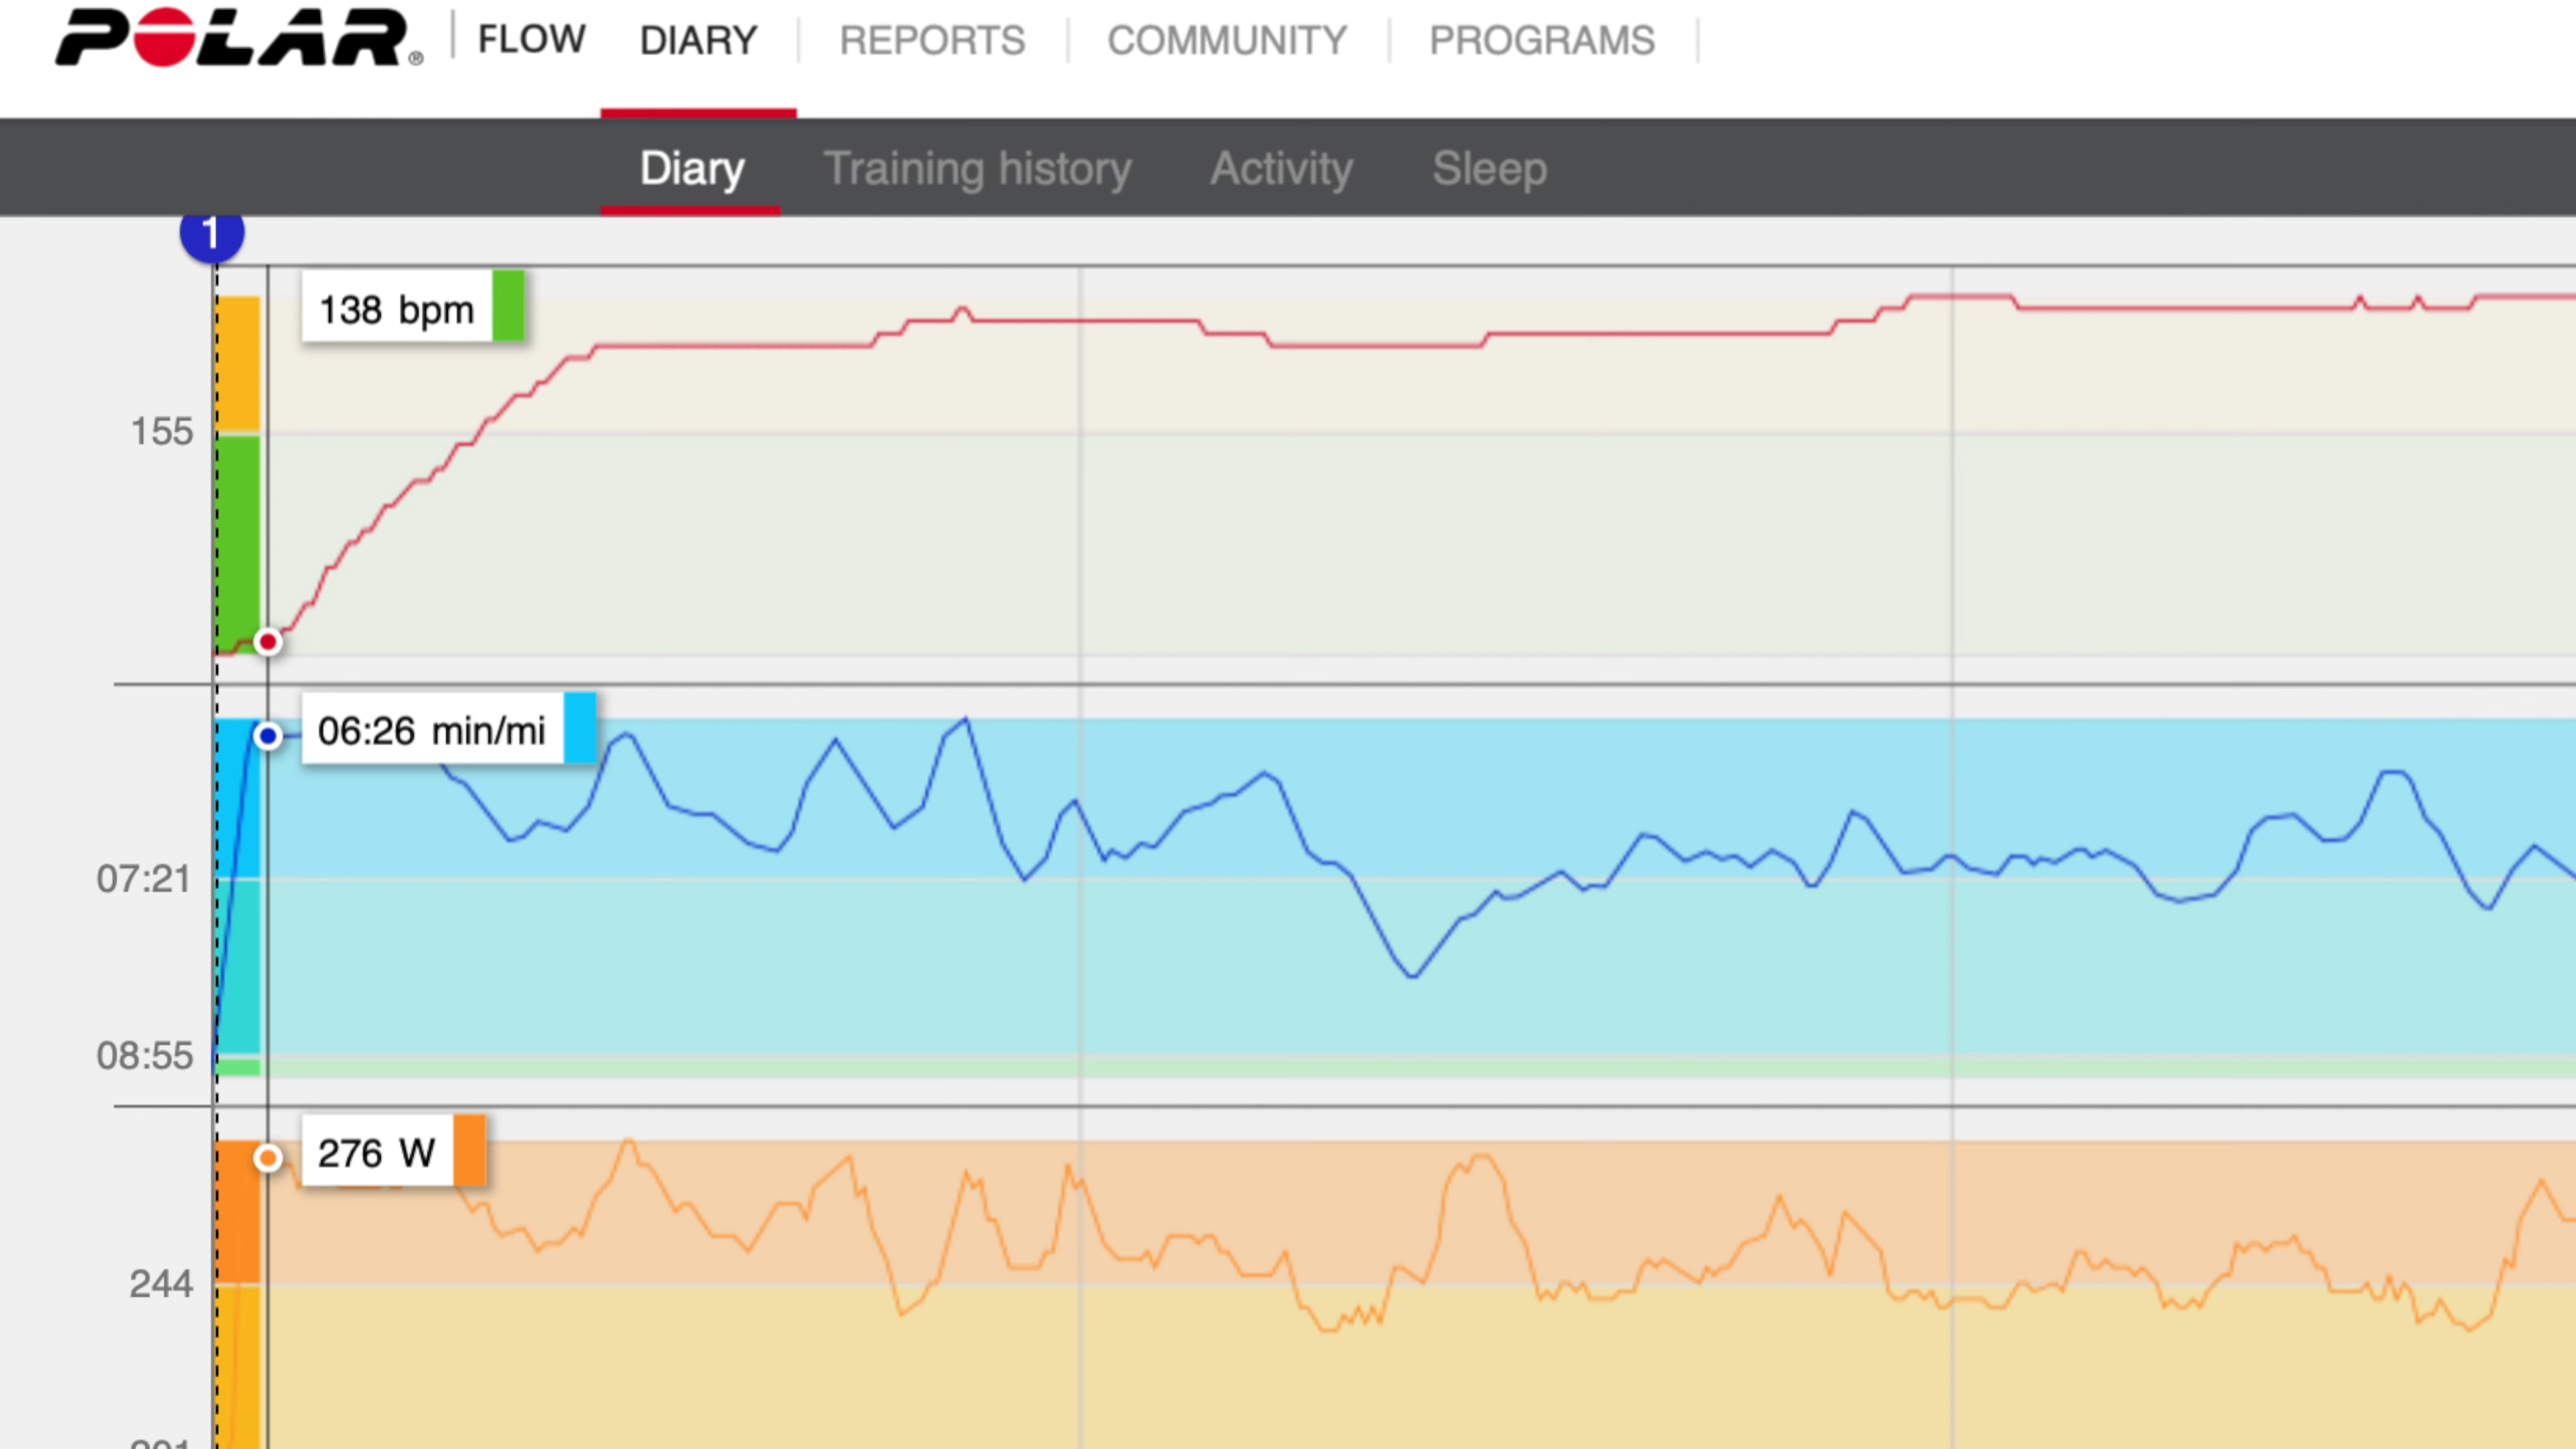 POLAR® FLOW DIARY REPORTS COMMUNITY PROGRAMS
Diary Training history Activity Sleep
1
138 bpm
155
06:26 min/mi
07:21
08:55
276 W
244